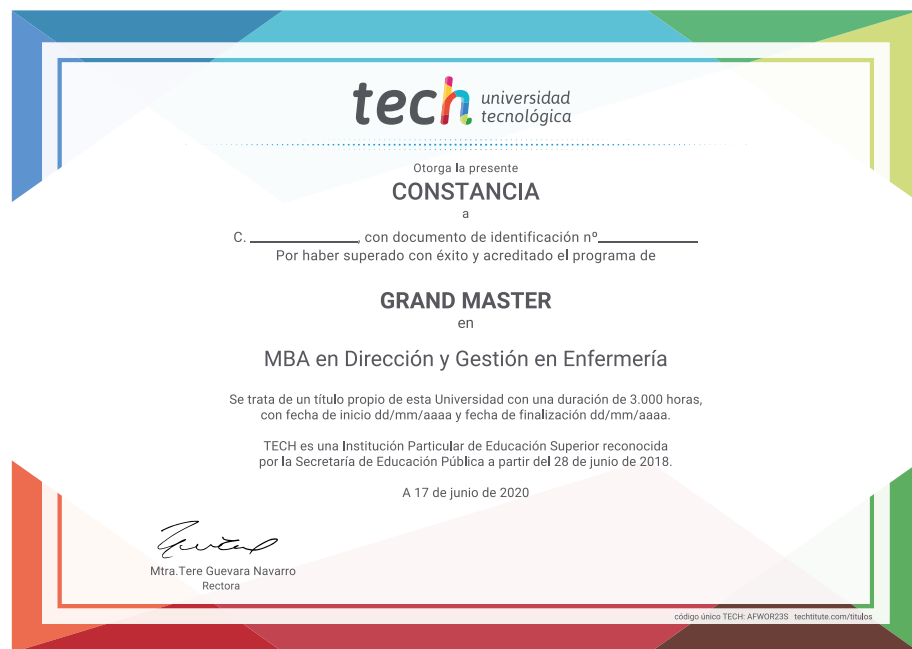 tech universidad
tecnológica
Otorga la presente
CONSTANCIA
a
C. ____________, con documento de identificación nº____________
Por haber superado con éxito y acreditado el programa de
GRAND MASTER
en
MBA en Dirección y Gestión en Enfermería
Se trata de un título propio de esta Universidad con una duración de 3.000 horas,
con fecha de inicio dd/mm/aaaa y fecha de finalización dd/mm/aaaa.
TECH es una Institución Particular de Educación Superior reconocida
por la Secretaría de Educación Pública a partir del 28 de junio de 2018.
A 17 de junio de 2020
Mtra.Tere Guevara Navarro
Rectora
código único TECH: AFWOR23S techtitute.com/titulos